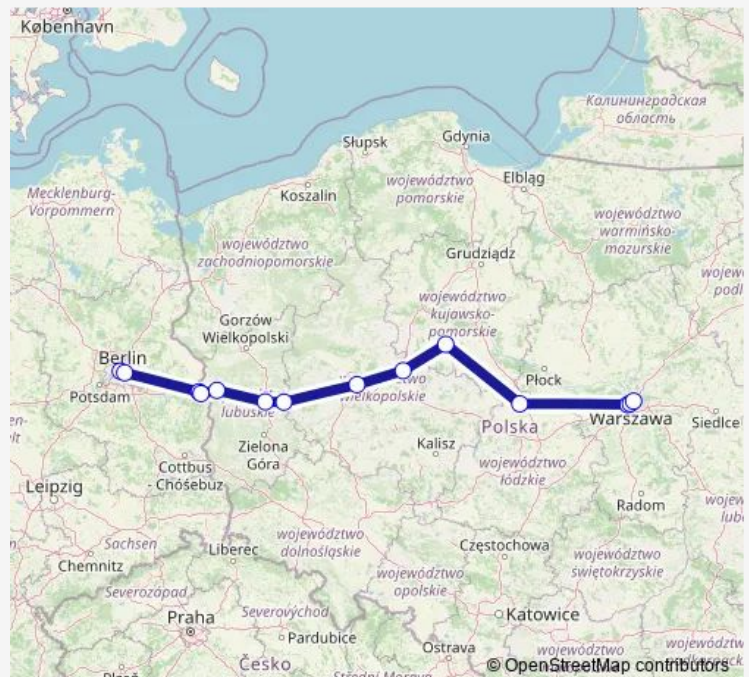 København
Калининградская
область
Słupsk
Gdynia
Elbląg
Koszalin
województwo
pomorskie
Mecklenburg-
Vorpommern
województwo
warmińsko-
mazurskie
województwo
zachodniopomorskie
Grudziądz
województwo
kujawsko-
pomorskie
Gorzów
Wielkopolski
Berlin
Płock
Potsdam
lubuskie
wielkopolskie
Warszawa
Siedlce
Polska
Zielona
Góra
Kalisz
Cottbus
- Chóśebuz
województwo
łódzkie
Leipzig
Radom
Sachsen
województwo
dolnośląskie
Częstochowa
Liberec
Chemnitz
województwo
opolskie
województwo
świętokrzyskie
Severozápad
Praha
Severovýchod
Katowice
Pardubice
Česko
Ostrava
© OpenStreetMap contributors